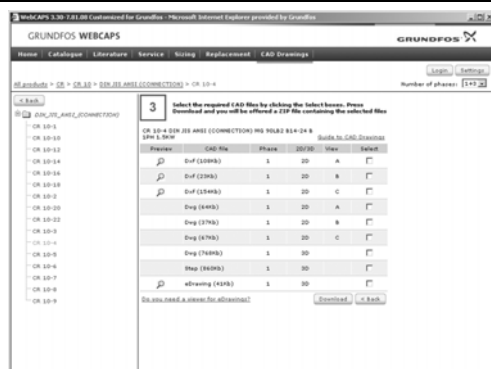 WebCAPS 3.30-7.01.08 Customized for Grundfos - Microsoft Internet Explorer provided by Grundfos
GRUNDFOS WEBCAPS
GRUNDFOS
Home Catalogue Literature Service Sizing Replacement CAD Drawings
Login Settings
All products > CR > CR 10 > DIN JIS ANSI (CONNECTION) > CR 10-4
Number of phases: 1+3
< Back
DIN_JIS_ANSI_(CONNECTION)
CR 10-1
CR 10-10
CR 10-12
CR 10-14
CR 10-16
CR 10-18
CR 10-2
CR 10-20
CR 10-22
CR 10-3
CR 10-4
CR 10-5
CR 10-6
CR 10-7
CR 10-8
CR 10-9
3
Select the required CAD files by clicking the Select boxes. Press
Download and you will be offered a ZIP file containing the selected files
CR 10-4 DIN JIS ANSI (CONNECTION) MG 90LB2 B14-24 B
1PH 1.5KW
Guide to CAD Drawings
Preview CAD file Phase 2D/3D View Select
Dxf (108Kb) 1 2D A
Dxf (23Kb) 1 2D B
Dxf (154Kb) 1 2D C
Dwg (64Kb) 1 2D A
Dwg (37Kb) 1 2D B
Dwg (67Kb) 1 2D C
Dwg (768Kb) 1 3D
Step (860Kb) 1 3D
eDrawing (41Kb) 1 3D
Do you need a viewer for eDrawings?
Download < Back